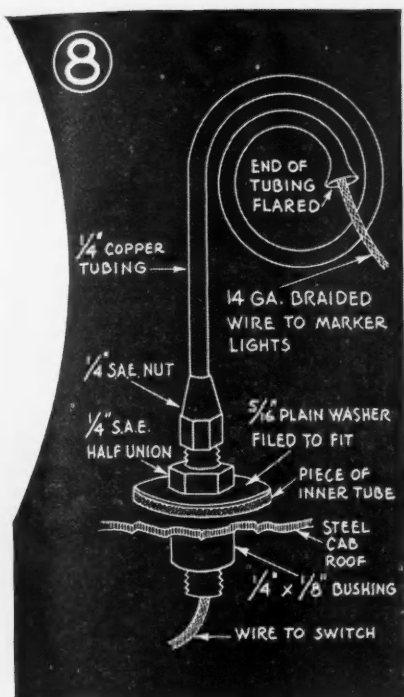 8
END OF
TUBING
FLARED
1/4" COPPER
TUBING
14 GA. BRAIDED
WIRE TO MARKER
LIGHTS
1/4" SAE. NUT
1/4" S.A.E.
HALF UNION
5/16" PLAIN WASHER
FILED TO FIT
PIECE OF
INNER TUBE
STEEL
CAB
ROOF
1/4" x 1/8" BUSHING
WIRE TO SWITCH